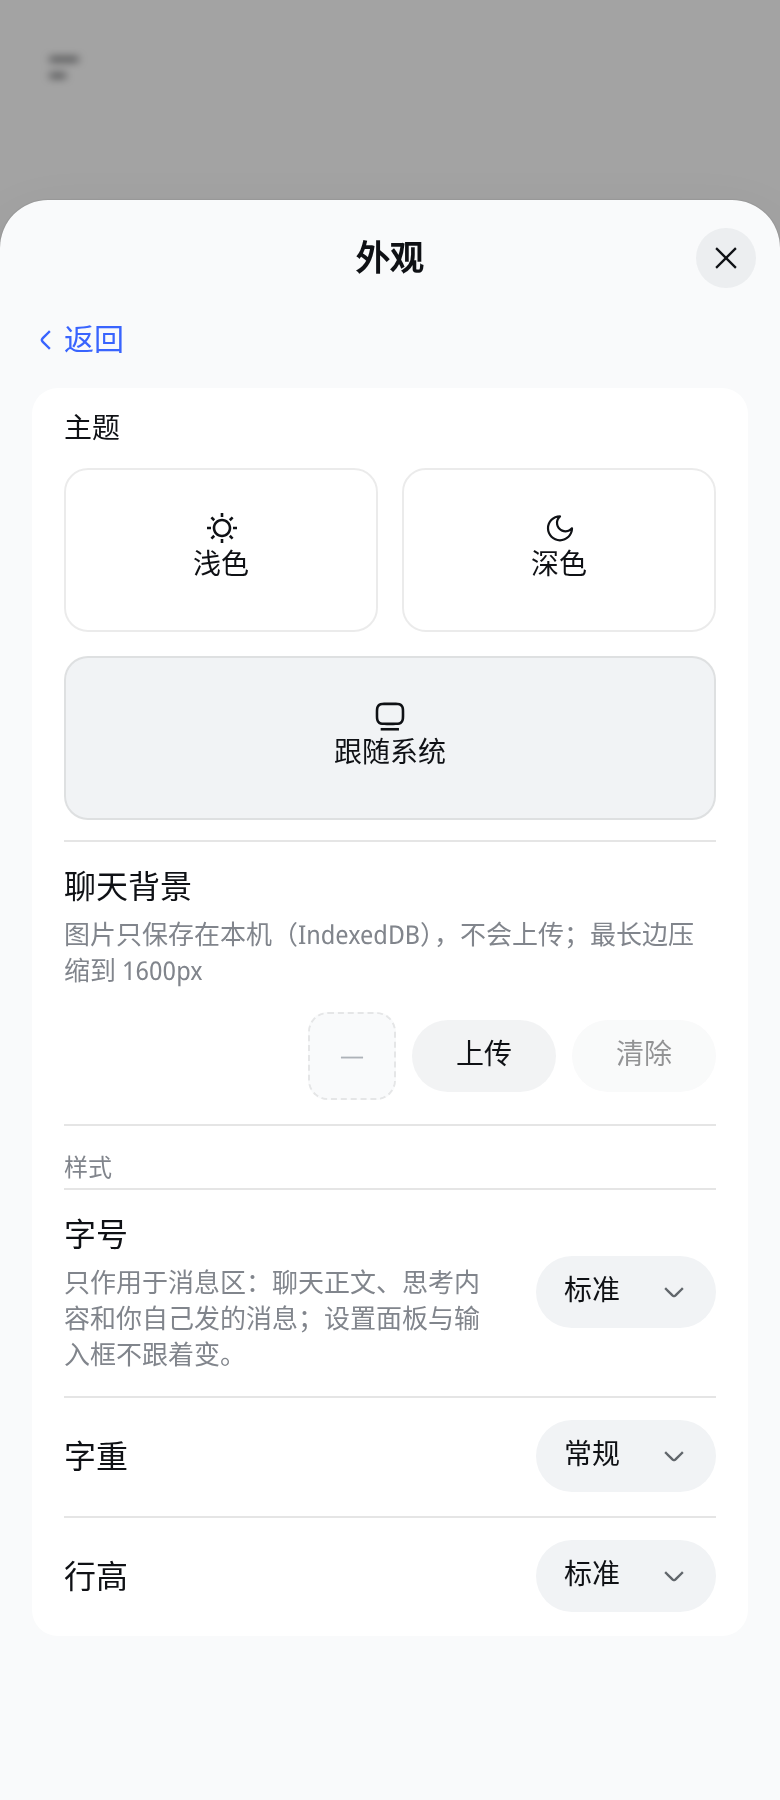 外观
返回
主题
浅色
深色
跟随系统
聊天背景
图片只保存在本机（IndexedDB），不会上传；最长边压
缩到 1600px
—
上传
清除
样式
字号
只作用于消息区：聊天正文、思考内
容和你自己发的消息；设置面板与输
入框不跟着变。
标准
字重
常规
行高
标准